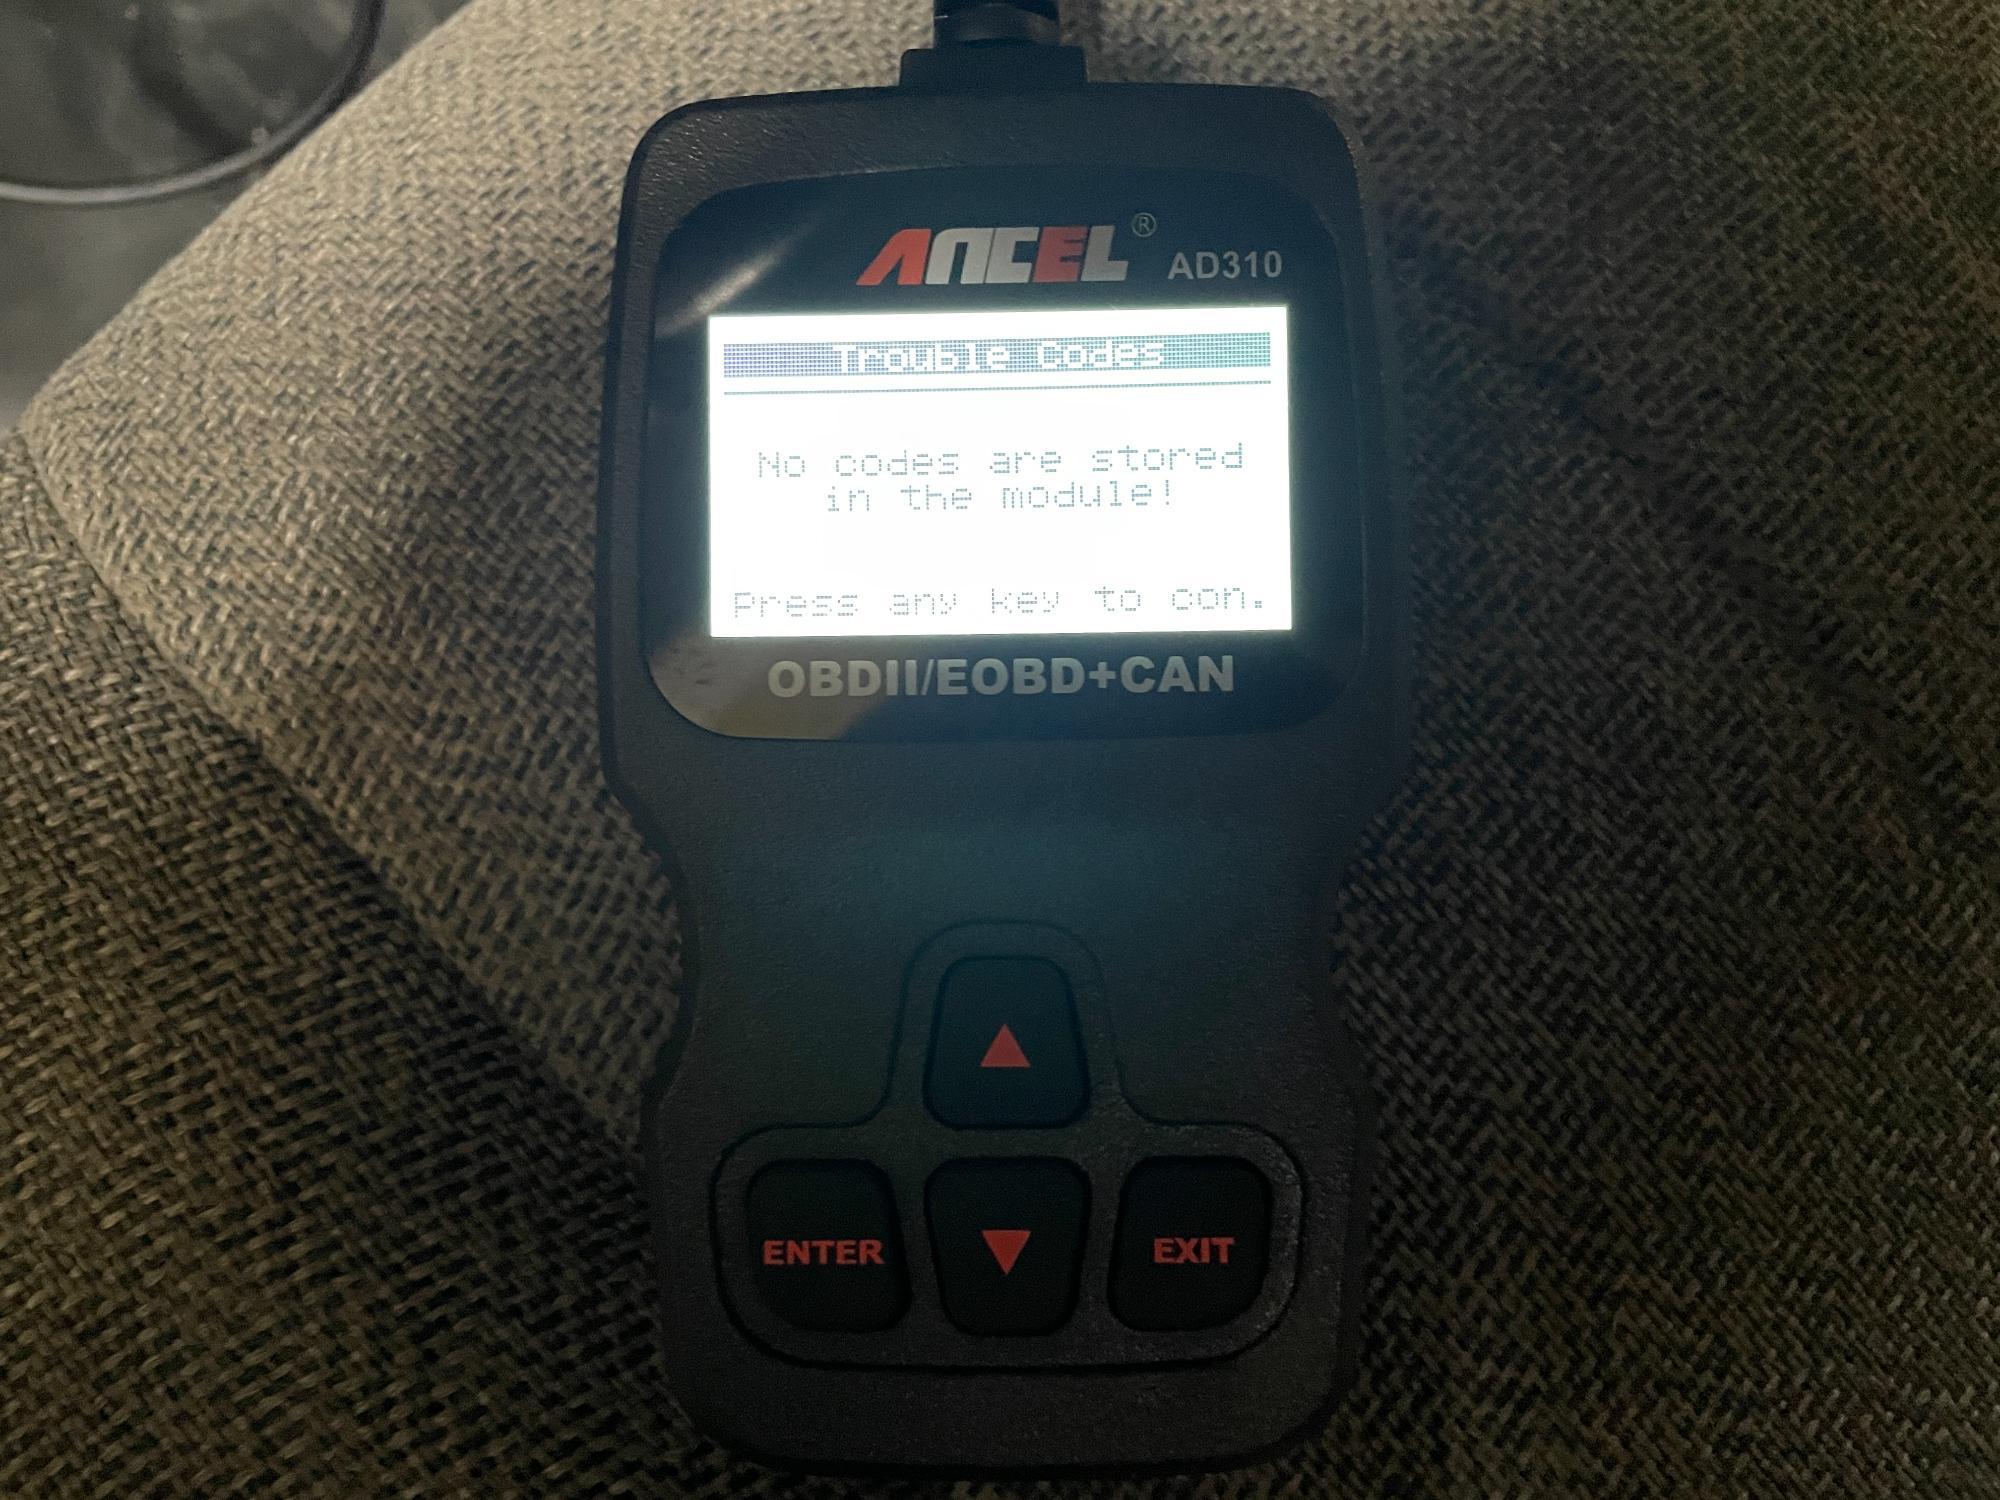 ANCEL® AD310
Trouble Codes
No codes are stored
in the module!
Press any key to con.
OBDII/EOBD+CAN
ENTER
EXIT